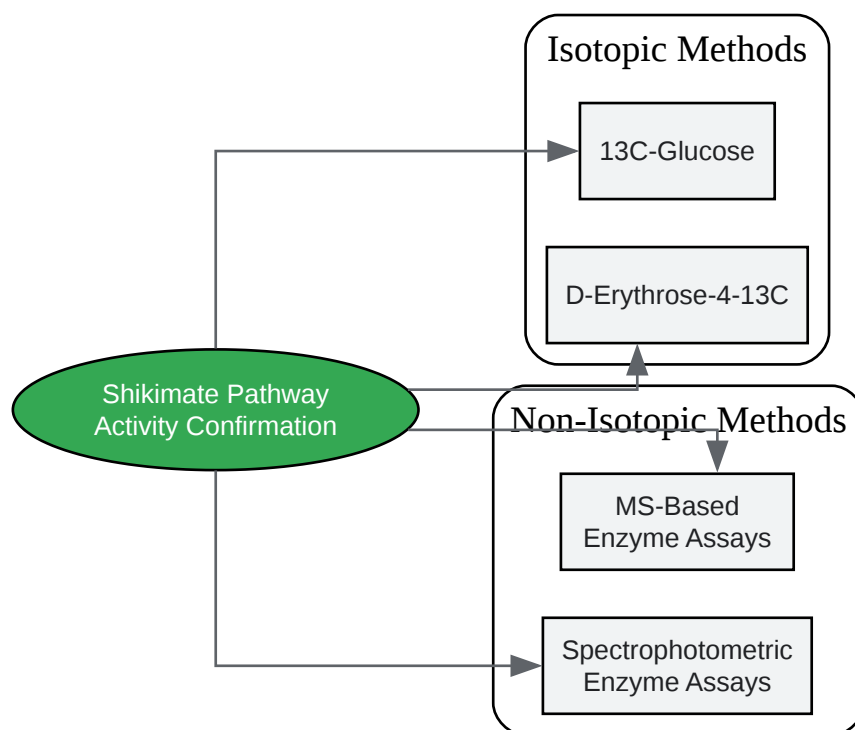 Isotopic Methods
13C-Glucose
D-Erythrose-4-13C
Shikimate Pathway
Activity Confirmation
Non-Isotopic Methods
MS-Based
Enzyme Assays
Spectrophotometric
Enzyme Assays